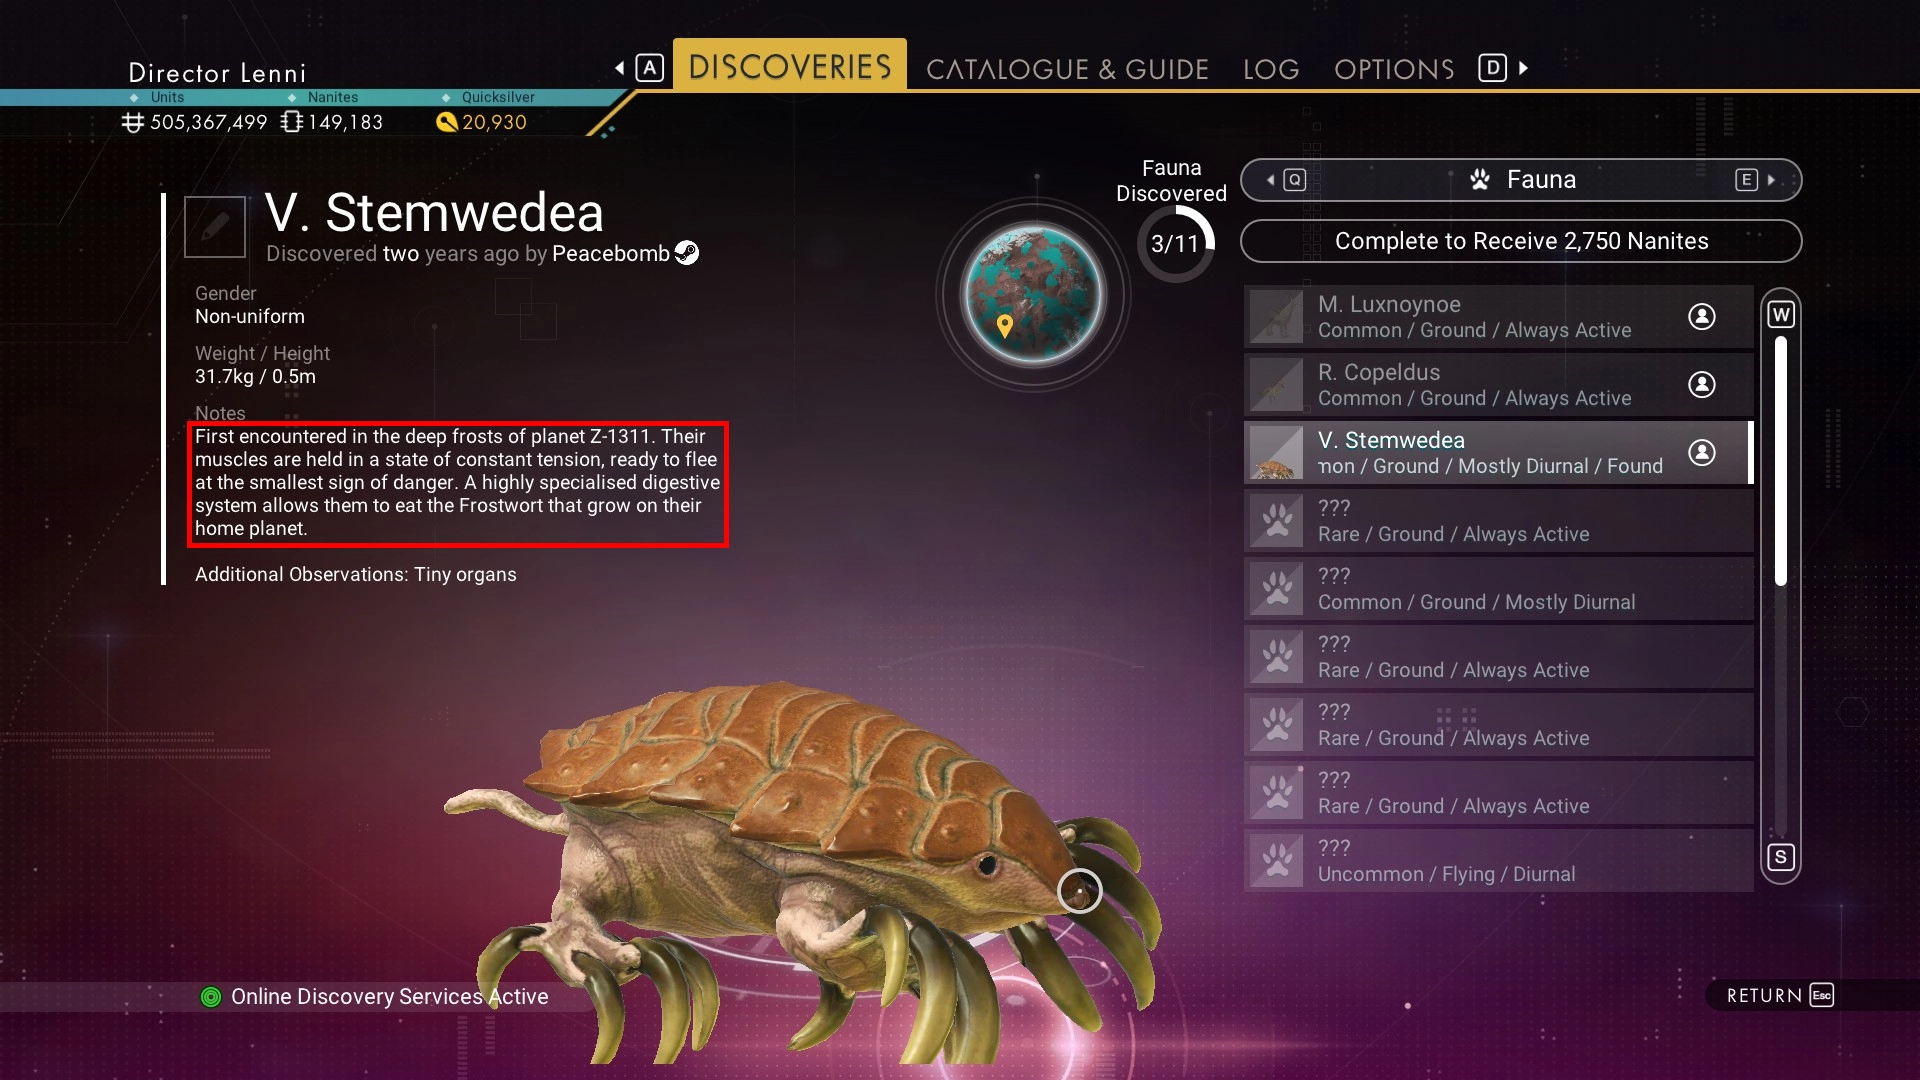 Director Lenni
Units
Nanites
Quicksilver
505,367,499
149,183
20,930
A
DISCOVERIES
CATALOGUE & GUIDE
LOG
OPTIONS
D
V. Stemwedea
Discovered two years ago by Peacebomb
Gender
Non-uniform
Weight / Height
31.7kg / 0.5m
Notes
First encountered in the deep frosts of planet Z-1311. Their
muscles are held in a state of constant tension, ready to flee
at the smallest sign of danger. A highly specialised digestive
system allows them to eat the Frostwort that grow on their
home planet.
Additional Observations: Tiny organs
Fauna
Discovered
3/11
Q
Fauna
E
Complete to Receive 2,750 Nanites
M. Luxnoynoe
Common / Ground / Always Active
R. Copeldus
Common / Ground / Always Active
V. Stemwedea
mon / Ground / Mostly Diurnal / Found
???
Rare / Ground / Always Active
???
Common / Ground / Mostly Diurnal
???
Rare / Ground / Always Active
???
Rare / Ground / Always Active
???
Rare / Ground / Always Active
???
Uncommon / Flying / Diurnal
W
S
Online Discovery Services Active
RETURN Esc